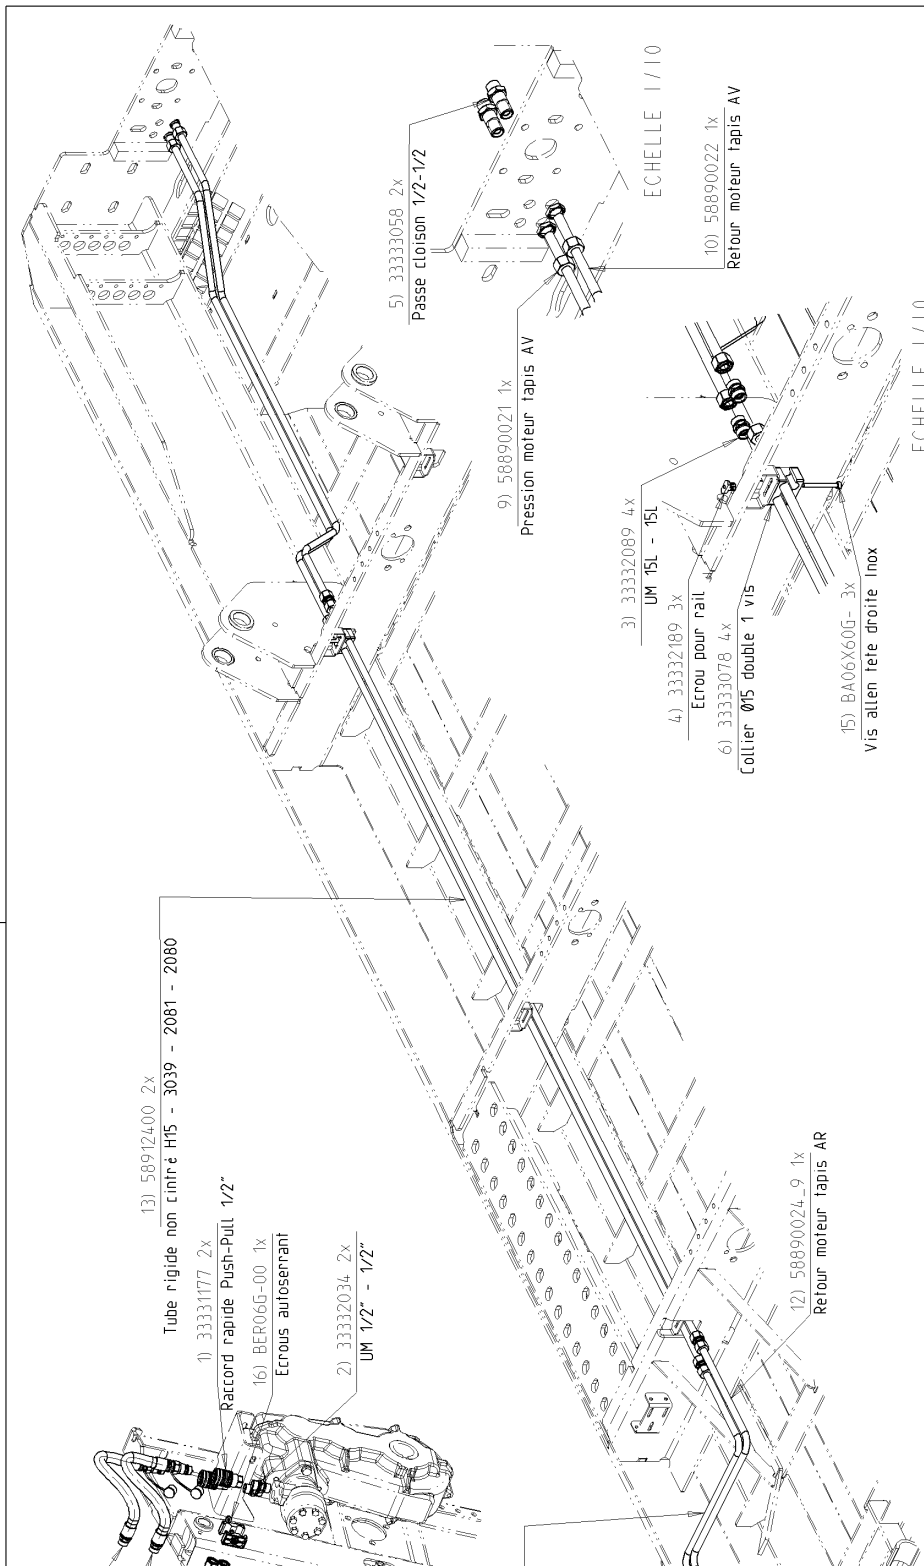 5) 33333058 2x
Passe cloison 1/2-1/2
ECHELLE 1/10
10) 58890022 1x
Retour moteur tapis AV
9) 58890021 1x
Pression moteur tapis AV
3) 33332089 4x
UM 15L - 15L
4) 33332189 3x
Ecrou pour rail
6) 33333078 4x
Collier Ø15 double 1 vis
15) BA06X60G- 3x
Vis allen tete droite Inox
ECHELLE 1/10
13) 58912400 2x
Tube rigide non cintré H15 - 3039 - 2081 - 2080
1) 33331177 2x
Raccord rapide Push-Pull 1/2"
16) BER06G-00 1x
Ecrous autoserrant
2) 33332034 2x
UM 1/2" - 1/2"
12) 58890024_9 1x
Retour moteur tapis AR